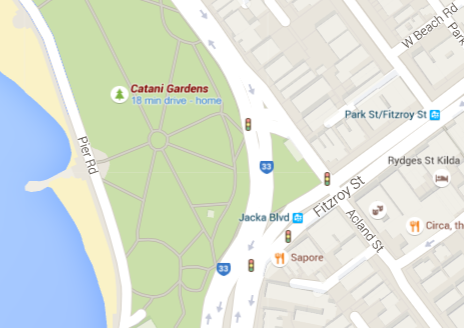 W Beach Rd
Park
Catani Gardens
18 min drive - home
Park St/Fitzroy St
Pier Rd
33
Rydges St Kilda
Fitzroy St
Jacka Blvd
Acland St
Circa, th
Sapore
33